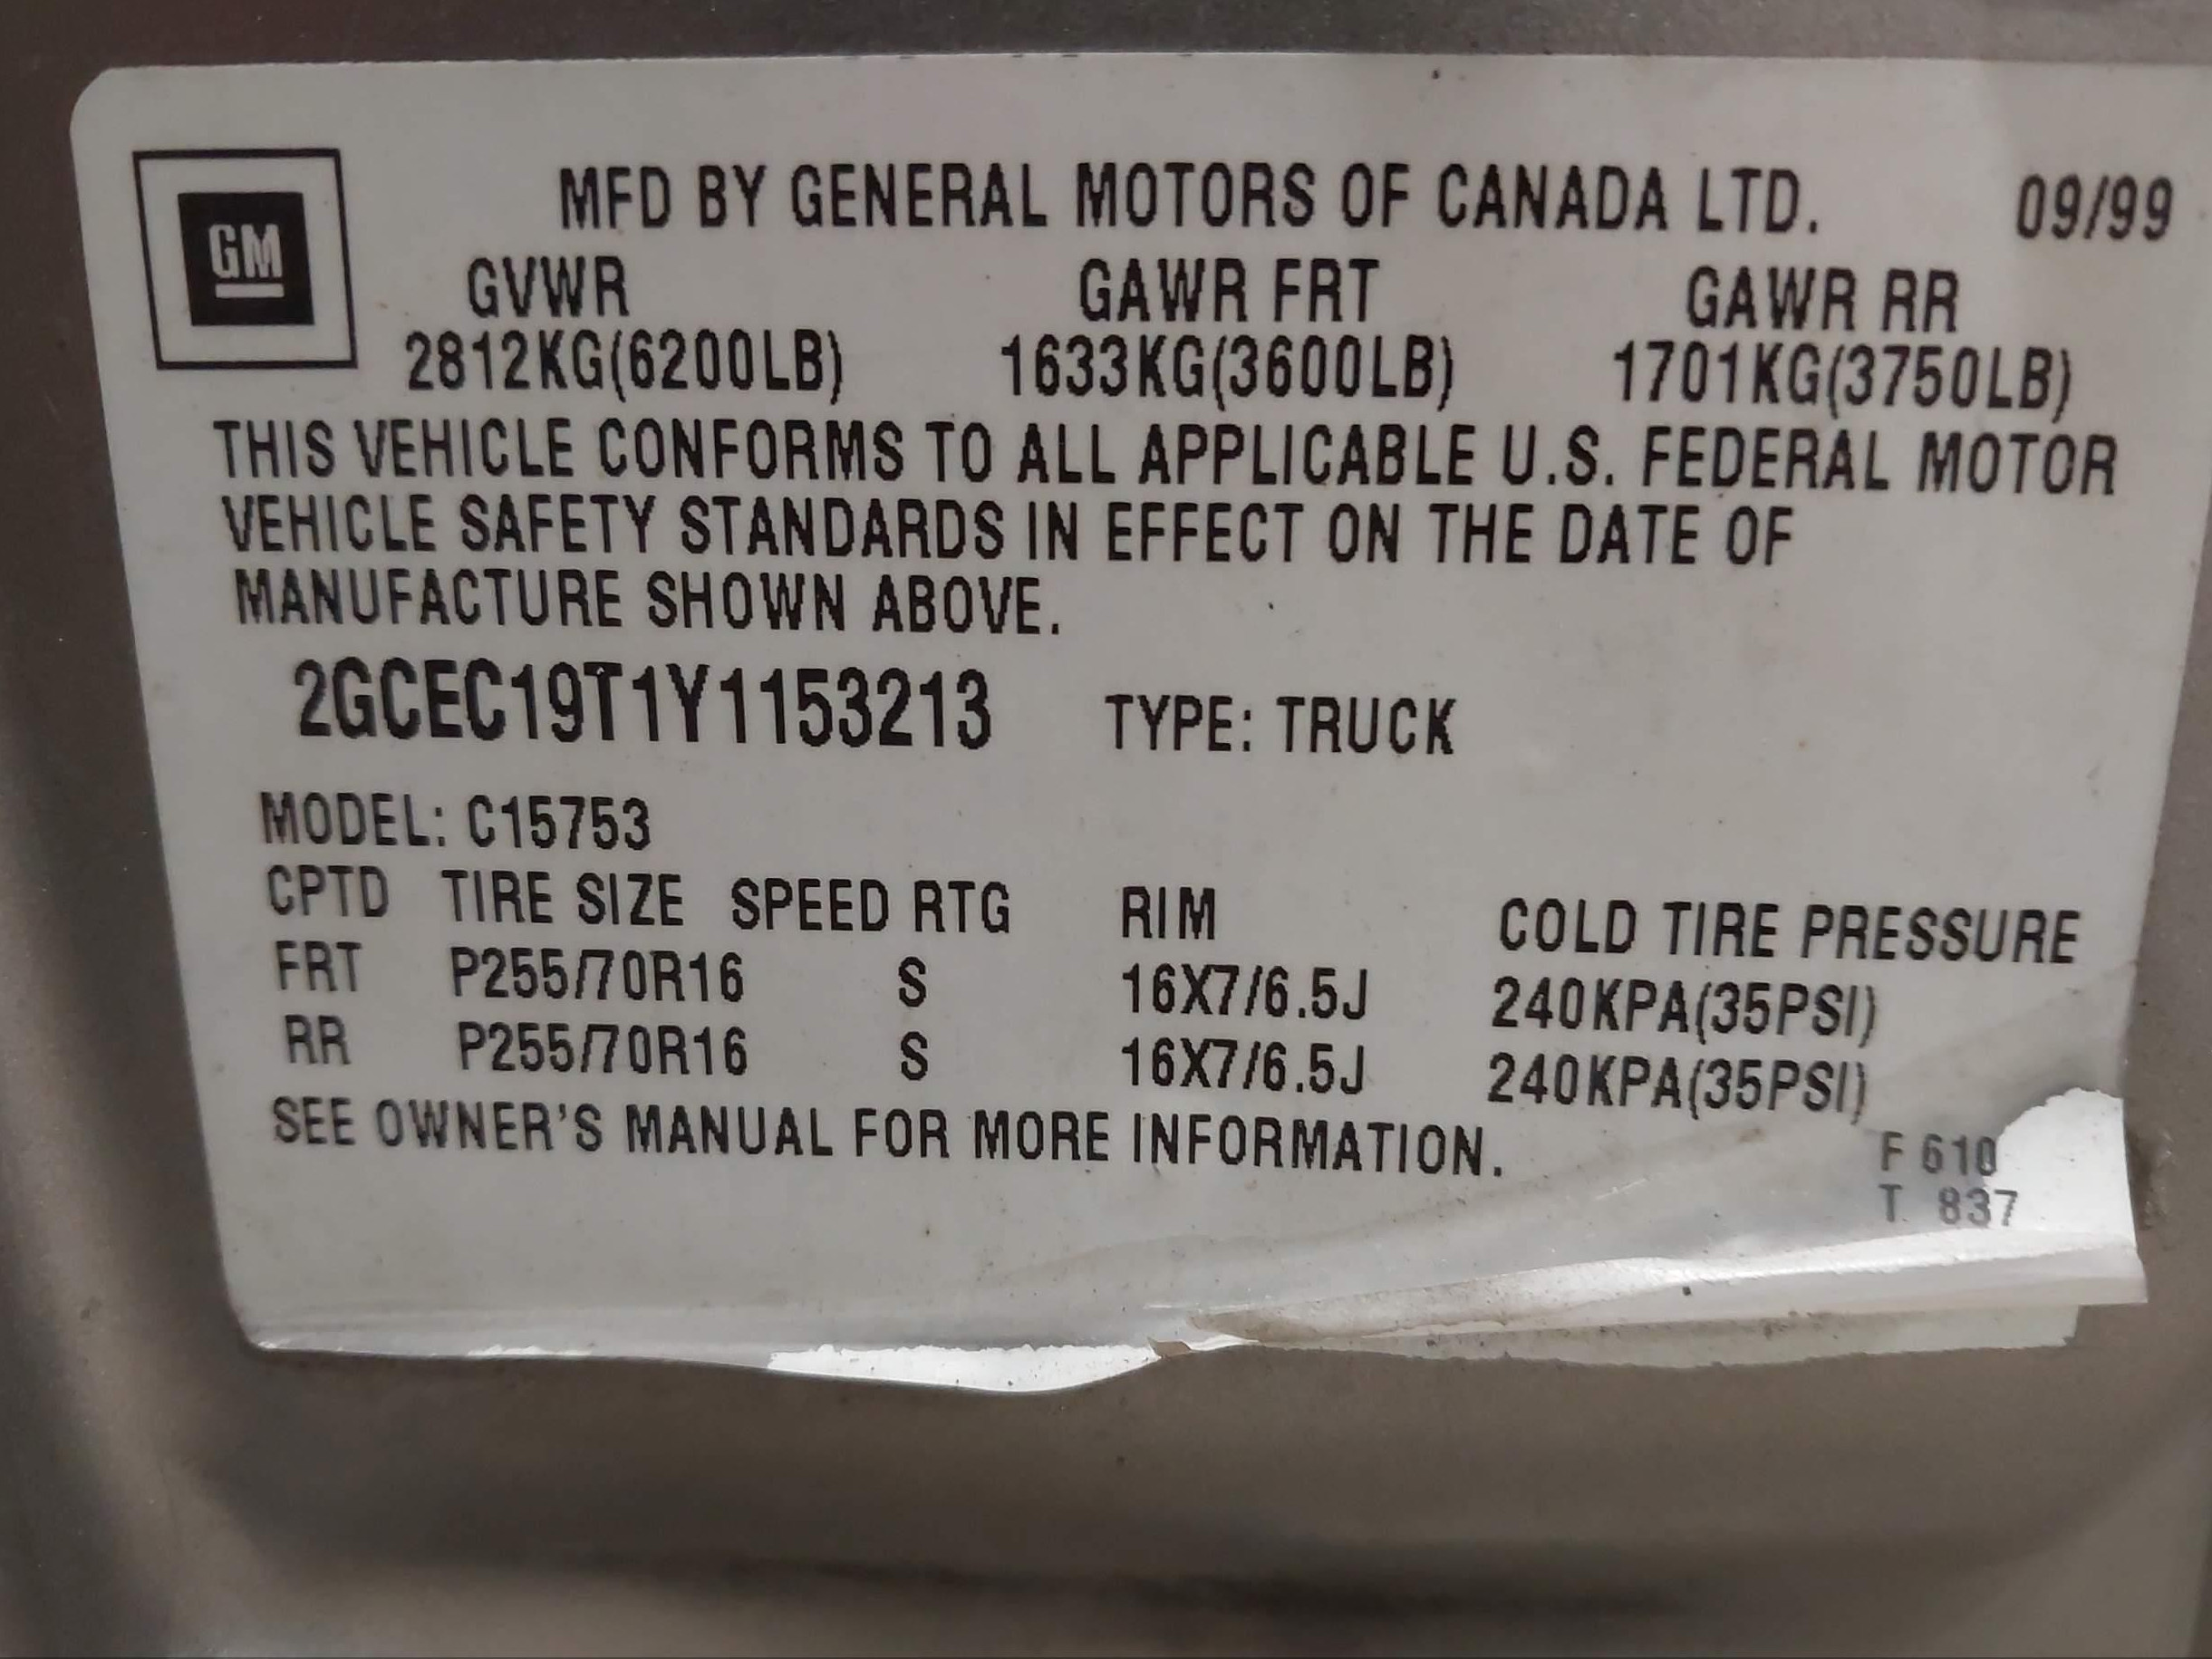 GM
MFD BY GENERAL MOTORS OF CANADA LTD. 09/99
GVWR GAWR FRT GAWR RR
2812KG(6200LB) 1633KG(3600LB) 1701KG(3750LB)
THIS VEHICLE CONFORMS TO ALL APPLICABLE U.S. FEDERAL MOTOR
VEHICLE SAFETY STANDARDS IN EFFECT ON THE DATE OF
MANUFACTURE SHOWN ABOVE.
2GCEC19T1Y1153213 TYPE: TRUCK
MODEL: C15753
CPTD TIRE SIZE SPEED RTG RIM COLD TIRE PRESSURE
FRT P255/70R16 S 16X7/6.5J 240KPA(35PSI)
RR P255/70R16 S 16X7/6.5J 240KPA(35PSI)
SEE OWNER'S MANUAL FOR MORE INFORMATION.
F 610
T 837